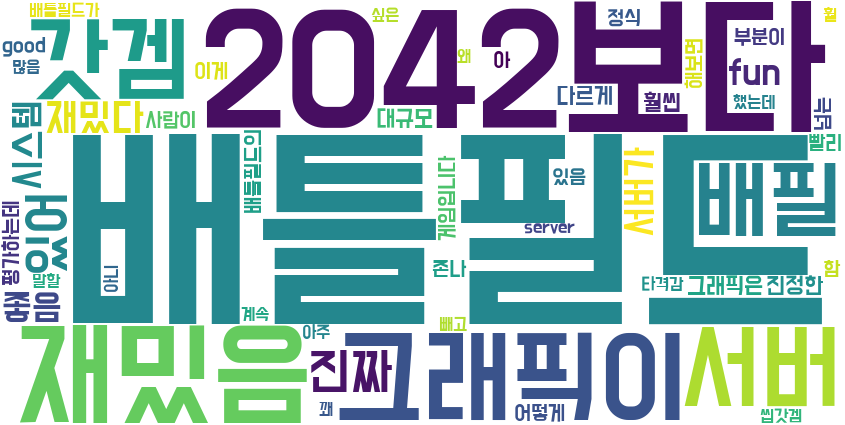 배틀필드가
good
많음
갓겜
2042보다
싶은
왜
아
정식
부분이
훨
이게
fun
해보면
다르게
훨씬
했는데
재밌다
사람이
대규모
빨리
시스템
있어
배틀필드
배틀필드인
게임입니다
있음
server
서버가
배필
평가하는데
말할
아니
좋음
계속
존나
함
타격감
그래픽은
진정한
재밌음
아주
진짜
꽤
빼고
그래픽이
어떻게
서버
씹갓겜